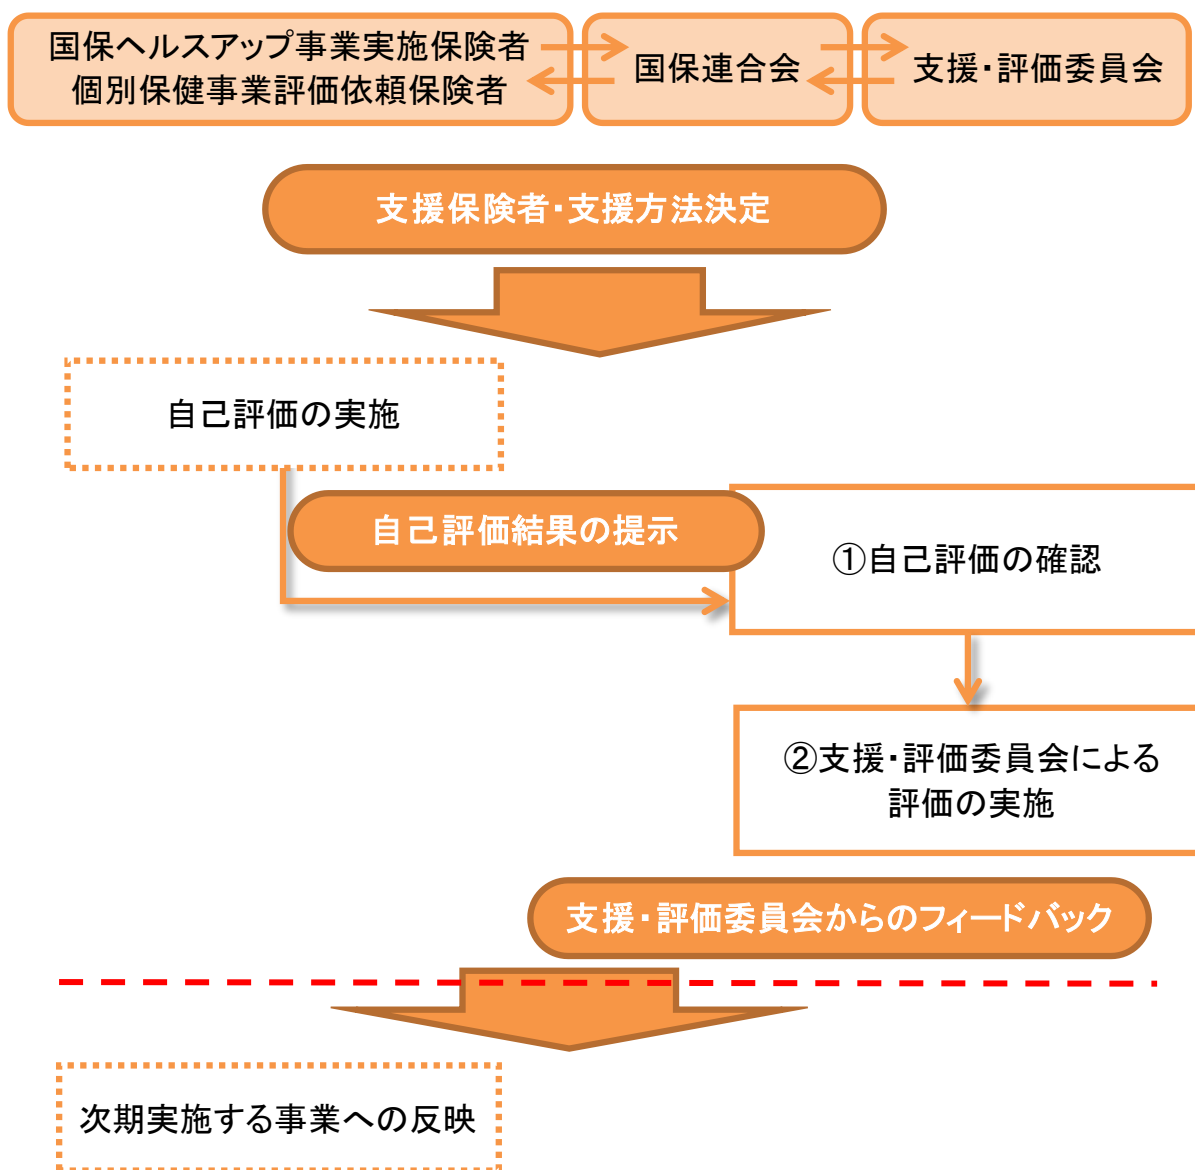 国保ヘルスアップ事業実施保険者
個別保健事業評価依頼保険者
国保連合会
支援・評価委員会
支援保険者・支援方法決定
自己評価の実施
自己評価結果の提示
①自己評価の確認
②支援・評価委員会による
評価の実施
支援・評価委員会からのフィードバック
次期実施する事業への反映